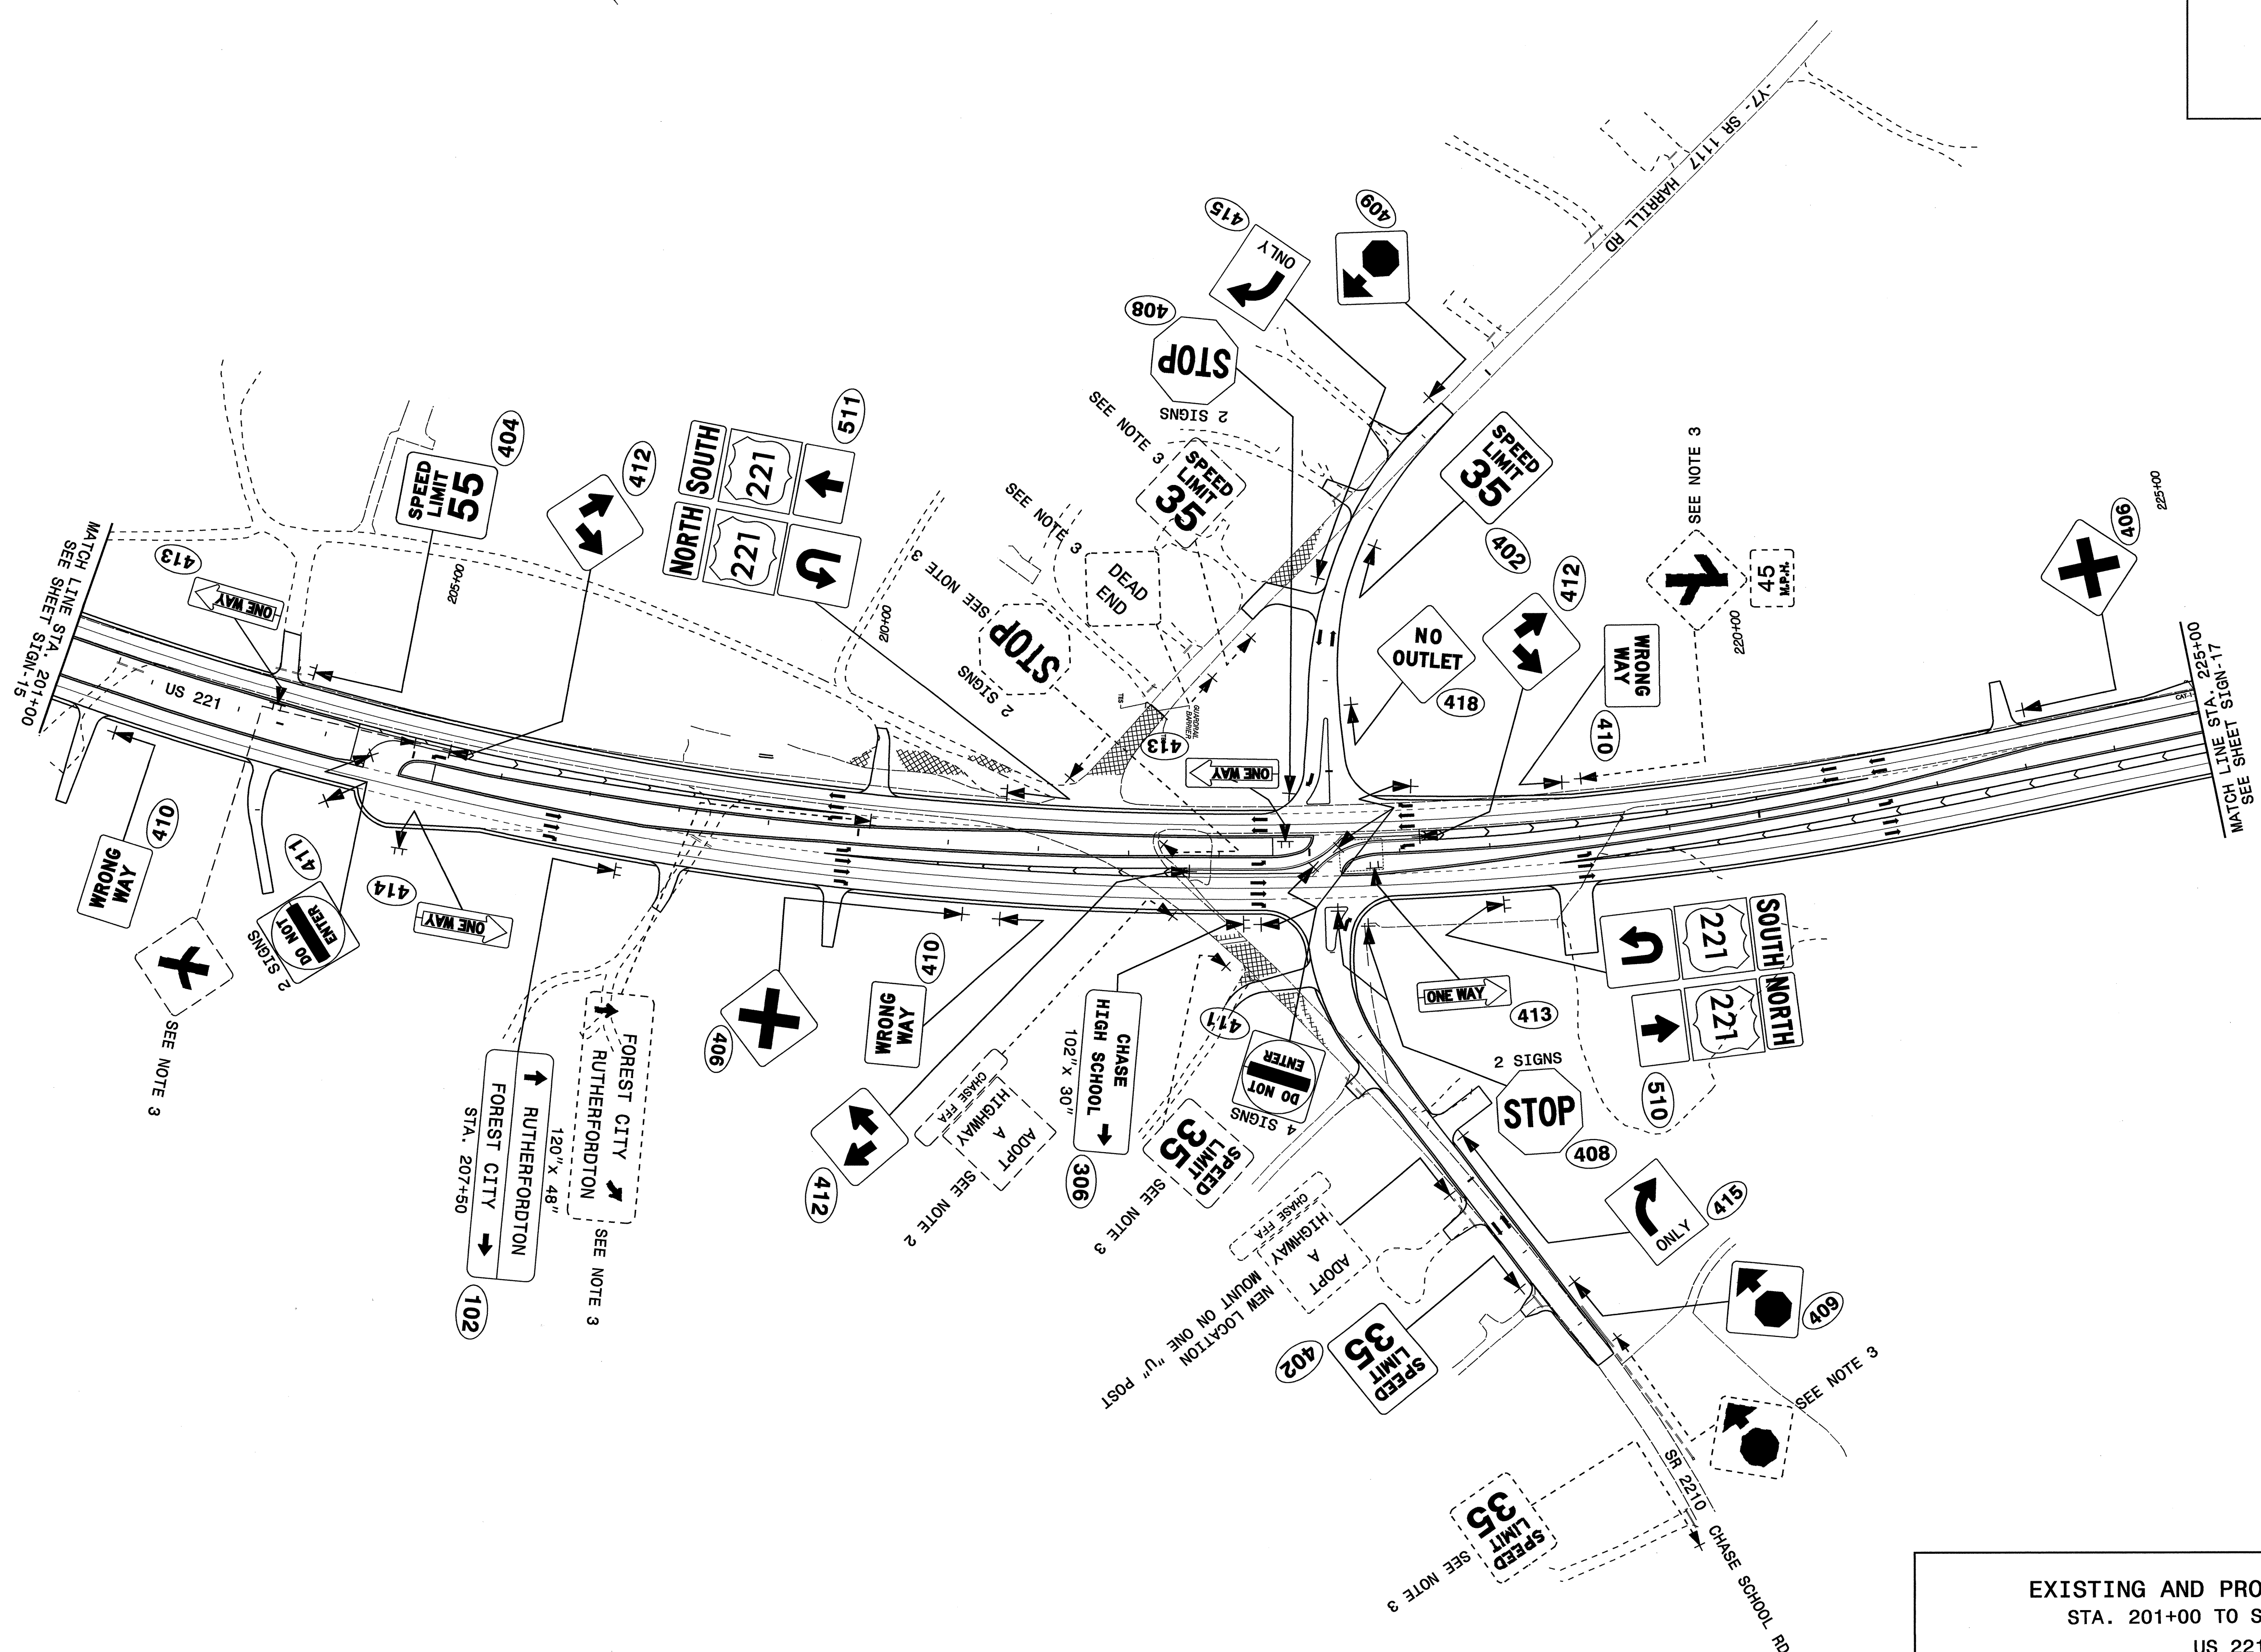 -Y7- SR 1117 HARRILL RD
415
ONLY
409
408
STOP
2 SIGNS
SEE NOTE 3
SPEED
LIMIT
35
SPEED
LIMIT
35
402
SEE NOTE 3
DEAD
END
SEE NOTE 3
STOP
2 SIGNS
404
SPEED
LIMIT
55
412
511
SOUTH
221
NORTH
221
205+00
210+00
413
ONE WAY
MATCH LINE STA. 201+00
SEE SHEET SIGN-15
US 221
GUARDRAIL
BARRIER
413
ONE WAY
NO
OUTLET
418
412
WRONG
WAY
410
SEE NOTE 3
45
M.P.H.
220+00
406
225+00
MATCH LINE STA. 225+00
SEE SHEET SIGN-17
410
WRONG
WAY
SEE NOTE 3
411
DO NOT
ENTER
2 SIGNS
414
ONE WAY
FOREST CITY
RUTHERFORDTON
SEE NOTE 3
RUTHERFORDTON
FOREST CITY
120"x 48"
STA. 207+50
102
406
410
WRONG
WAY
412
CHASE FFA
ADOPT
A
HIGHWAY
SEE NOTE 2
CHASE
HIGH SCHOOL
102"x 30"
306
411
DO NOT
ENTER
4 SIGNS
SPEED
LIMIT
35
SEE NOTE 3
CHASE FFA
ADOPT
A
HIGHWAY
NEW LOCATION
MOUNT ON ONE "U" POST
402
SPEED
LIMIT
35
ONE WAY
413
SOUTH
221
NORTH
221
510
2 SIGNS
STOP
408
ONLY
415
409
SEE NOTE 3
SPEED
LIMIT
35
SEE NOTE 3
SR 2210 CHASE SCHOOL RD
EXISTING AND PRO
STA. 201+00 TO S
US 221